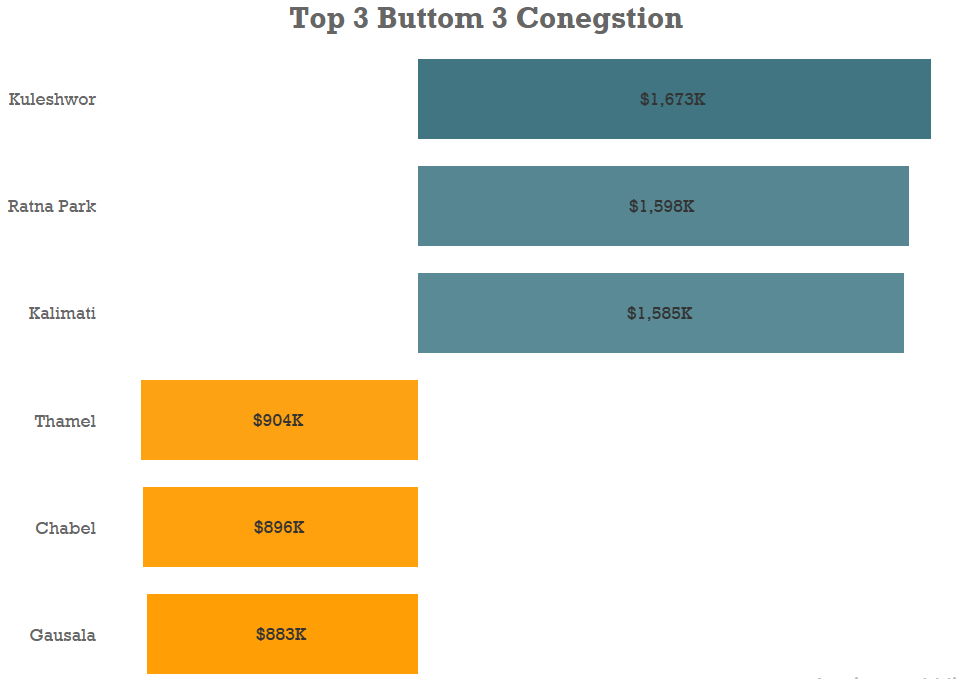 Top 3 Buttom 3 Conegstion
Kuleshwor $1,673K
Ratna Park $1,598K
Kalimati $1,585K
Thamel $904K
Chabel $896K
Gausala $883K